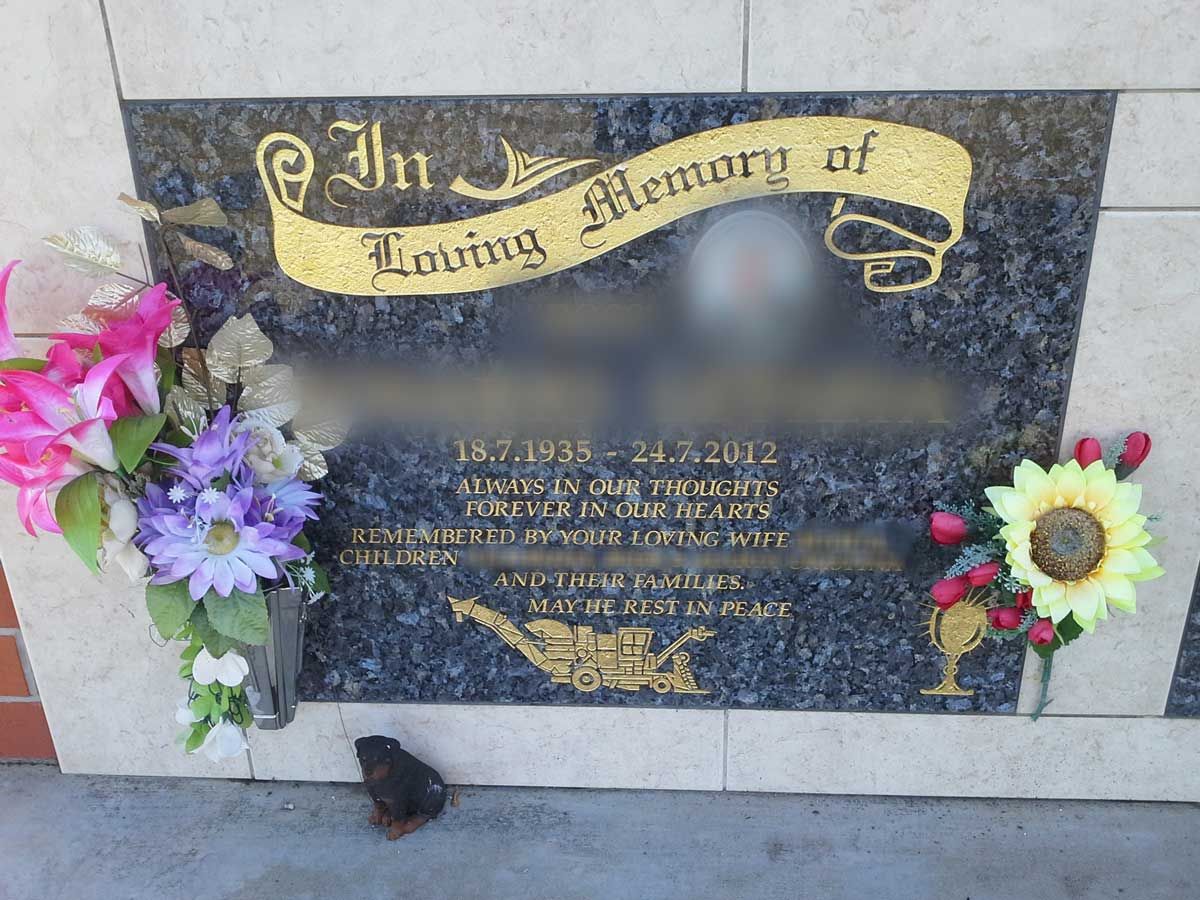 In
Loving Memory of
18.7.1935 - 24.7.2012
ALWAYS IN OUR THOUGHTS
FOREVER IN OUR HEARTS
REMEMBERED BY YOUR LOVING WIFE
CHILDREN
AND THEIR FAMILIES.
MAY HE REST IN PEACE